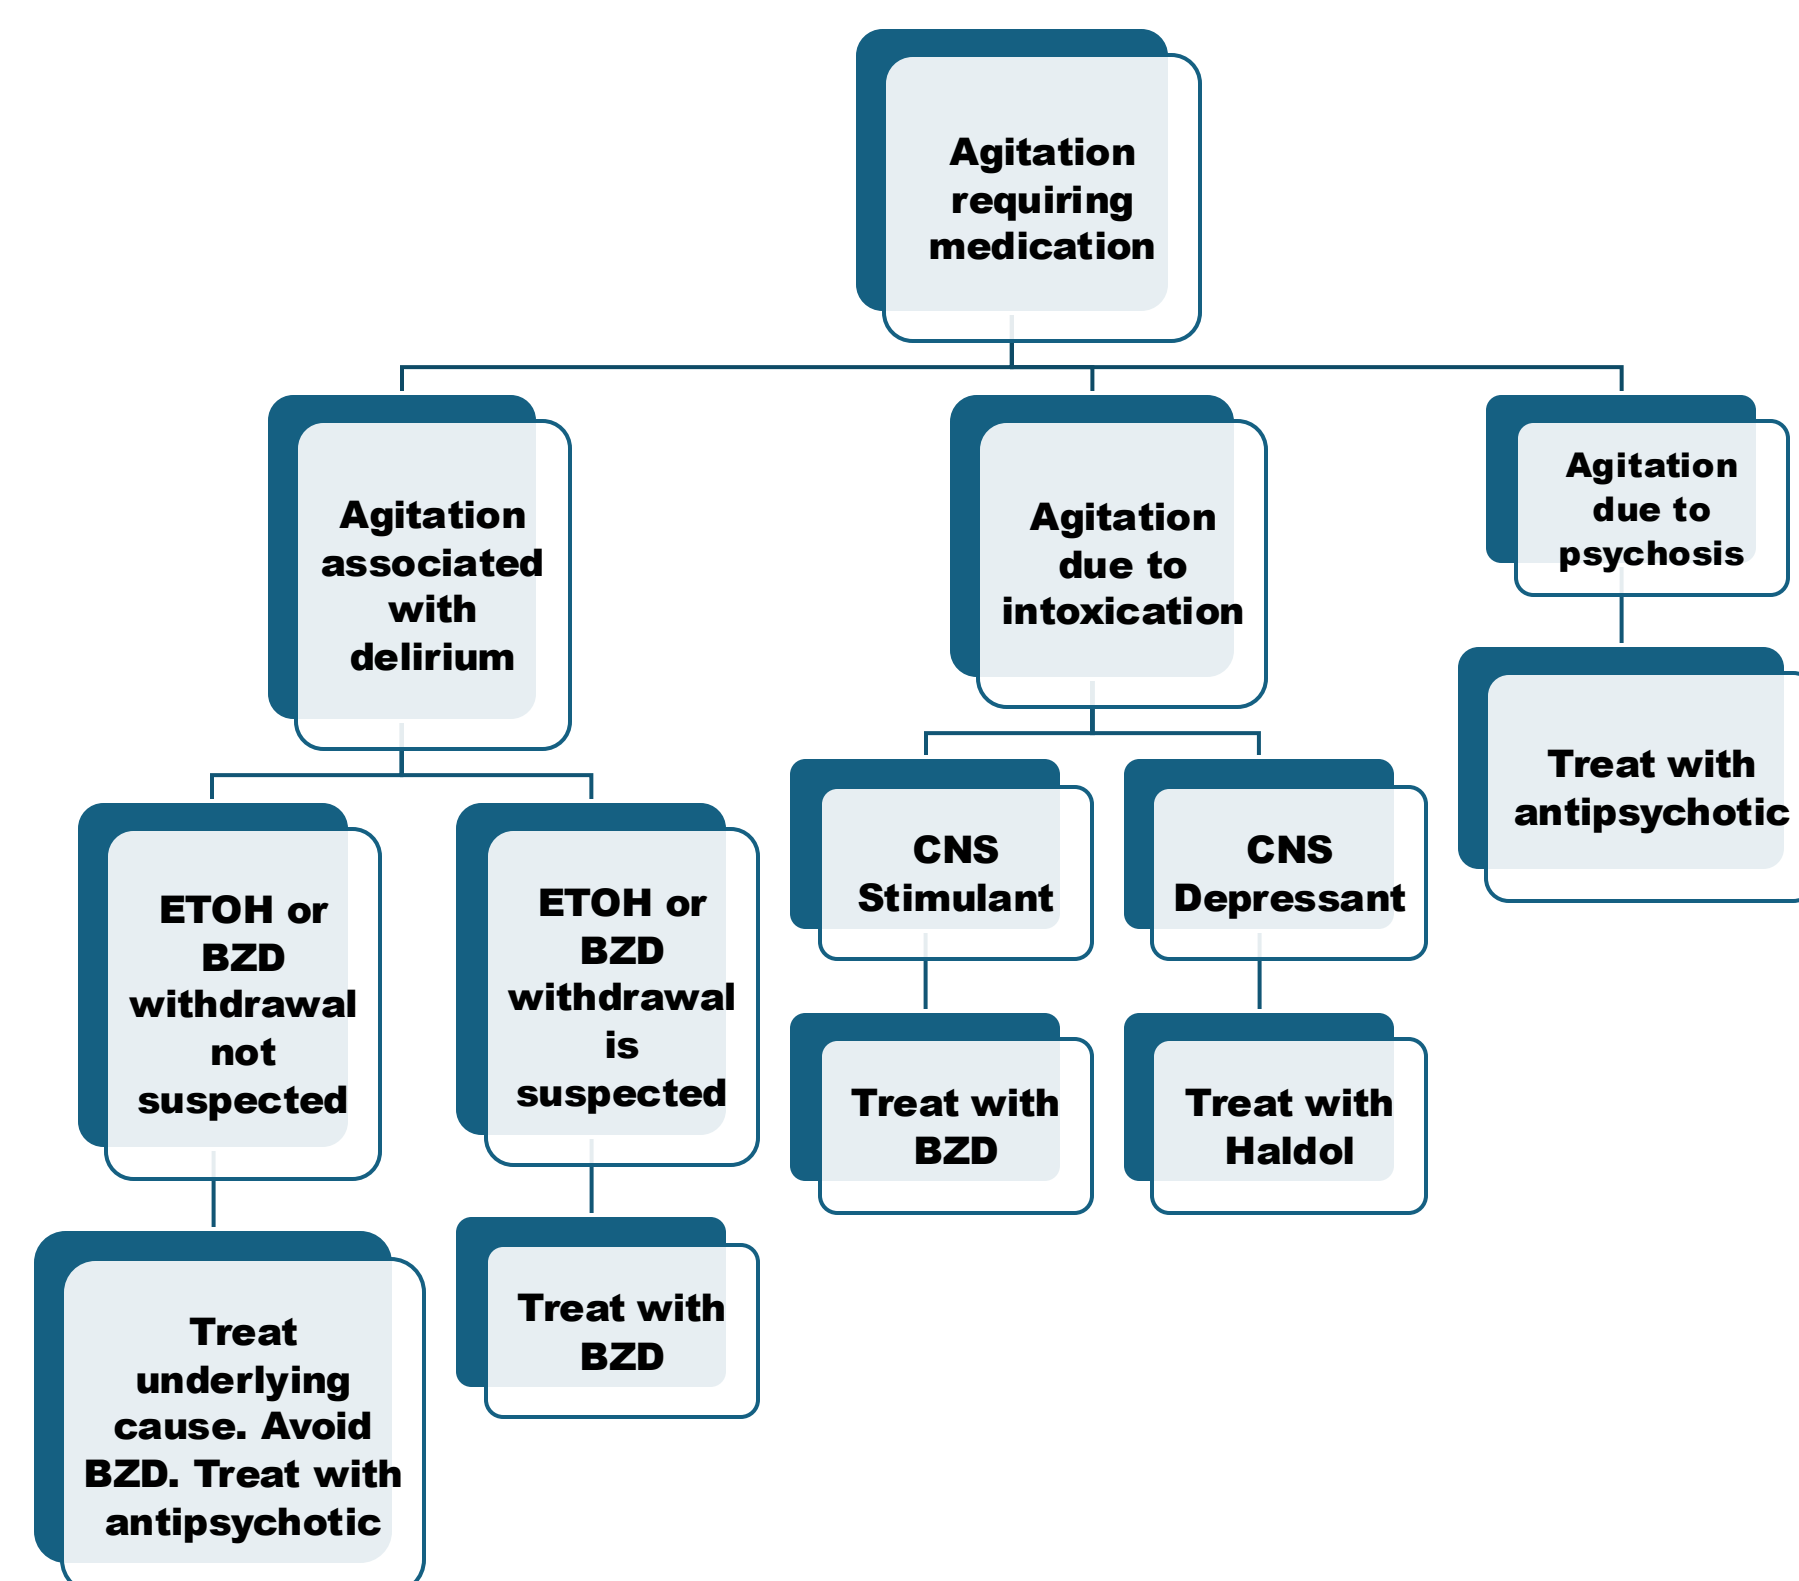 Agitation
requiring
medication
Agitation
associated
with
delirium
Agitation
due to
intoxication
Agitation
due to
psychosis
ETOH or
BZD
withdrawal
not
suspected
ETOH or
BZD
withdrawal
is
suspected
CNS
Stimulant
CNS
Depressant
Treat with
antipsychotic
Treat
underlying
cause. Avoid
BZD. Treat with
antipsychotic
Treat with
BZD
Treat with
BZD
Treat with
Haldol